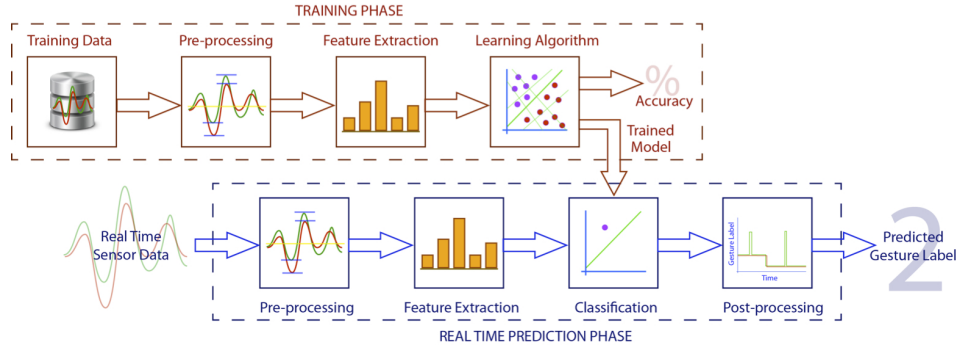 TRAINING PHASE
Training Data
Pre-processing
Feature Extraction
Learning Algorithm
%
Accuracy
Trained
Model
Real Time
Sensor Data
Gesture Label
Time
2
Predicted
Gesture Label
Pre-processing
Feature Extraction
Classification
Post-processing
REAL TIME PREDICTION PHASE